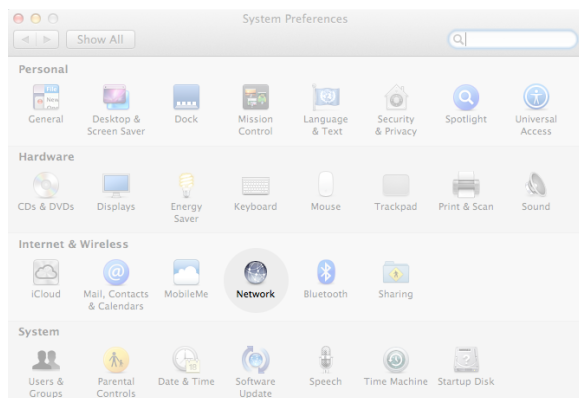 System Preferences
Show All
Personal
General Desktop & Screen Saver Dock Mission Control Language & Text Security & Privacy Spotlight Universal Access
Hardware
CDs & DVDs Displays Energy Saver Keyboard Mouse Trackpad Print & Scan Sound
Internet & Wireless
iCloud Mail, Contacts & Calendars MobileMe Network Bluetooth Sharing
System
Users & Groups Parental Controls Date & Time Software Update Speech Time Machine Startup Disk